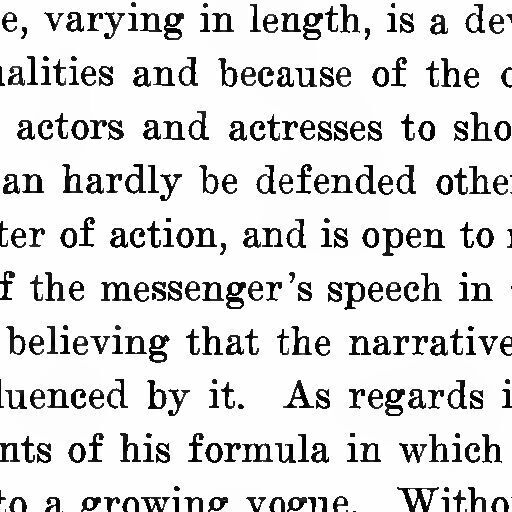 e, varying in length, is a dev
alities and because of the c
actors and actresses to sho
an hardly be defended other
ter of action, and is open to
f the messenger's speech in
believing that the narrative
luenced by it. As regards i
nts of his formula in which
to a growing vogue. Witho